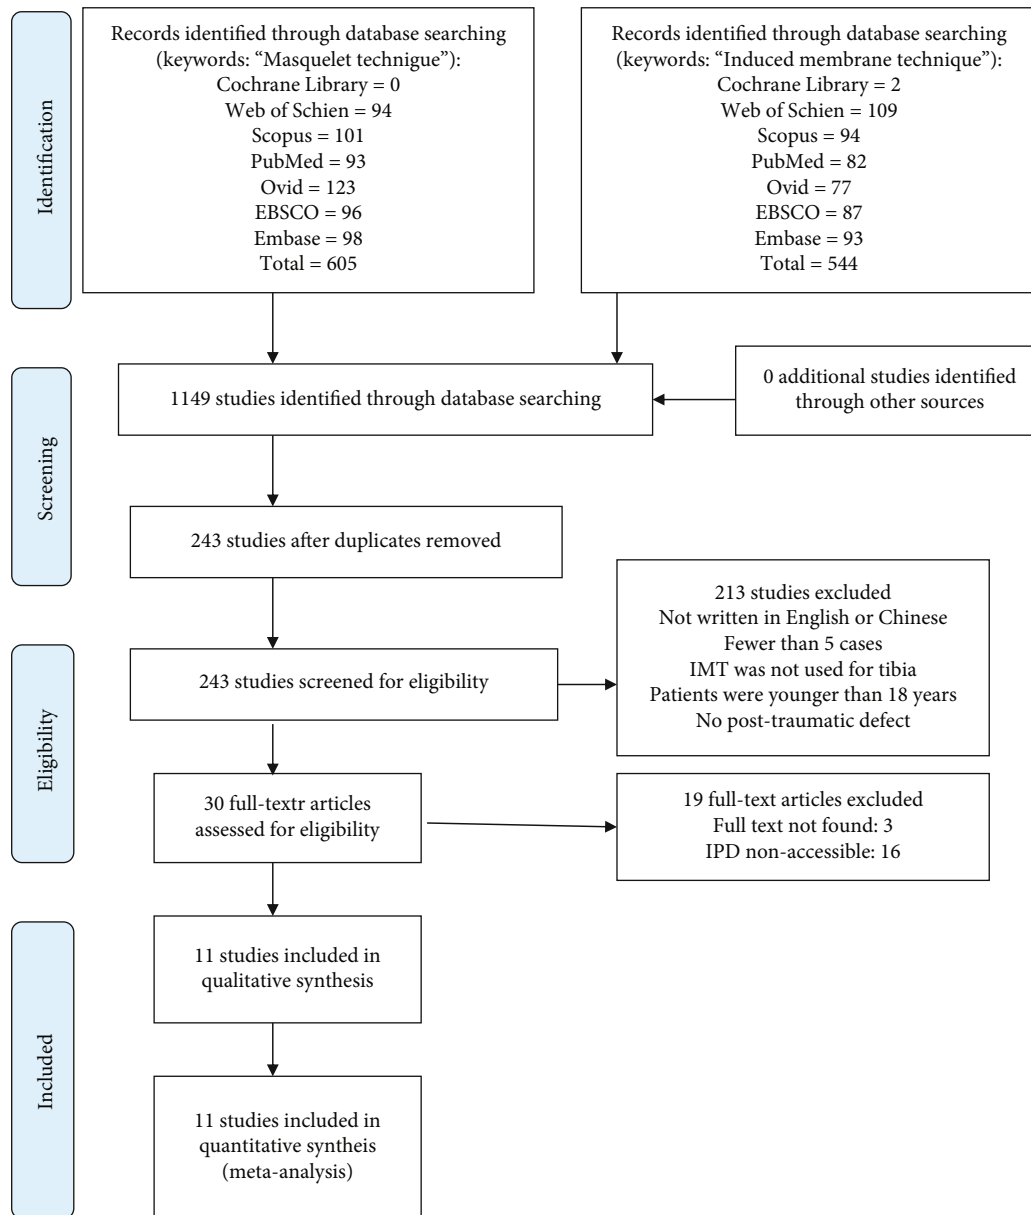 Identification
Records identified through database searching
(keywords: “Masquelet technigue”):
Cochrane Library = 0
Web of Schien = 94
Scopus = 101
PubMed = 93
Ovid = 123
EBSCO = 96
Embase = 98
Total = 605
Records identified through database searching
(keywords: “Induced membrane technique”):
Cochrane Library = 2
Web of Schien = 109
Scopus = 94
PubMed = 82
Ovid = 77
EBSCO = 87
Embase = 93
Total = 544
Screening
1149 studies identified through database searching
0 additional studies identified
through other sources
243 studies after duplicates removed
Eligibility
243 studies screened for eligibility
213 studies excluded
Not written in English or Chinese
Fewer than 5 cases
IMT was not used for tibia
Patients were younger than 18 years
No post-traumatic defect
30 full-textr articles
assessed for eligibility
19 full-text articles excluded
Full text not found: 3
IPD non-accessible: 16
Included
11 studies included in
qualitative synthesis
11 studies included in
quantitative syntheis
(meta-analysis)